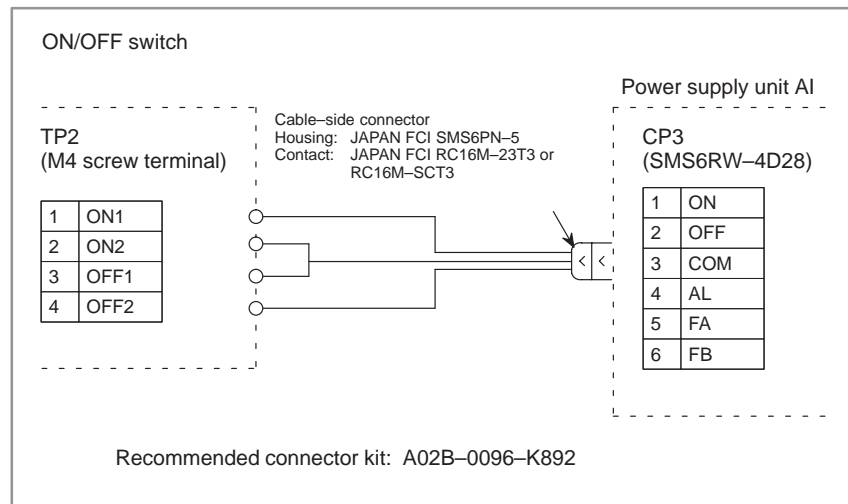 ON/OFF switch
Power supply unit AI
TP2
(M4 screw terminal)
1 ON1
2 ON2
3 OFF1
4 OFF2
Cable–side connector
Housing: JAPAN FCI SMS6PN–5
Contact: JAPAN FCI RC16M–23T3 or
RC16M–SCT3
CP3
(SMS6RW–4D28)
1 ON
2 OFF
3 COM
4 AL
5 FA
6 FB
Recommended connector kit: A02B–0096–K892